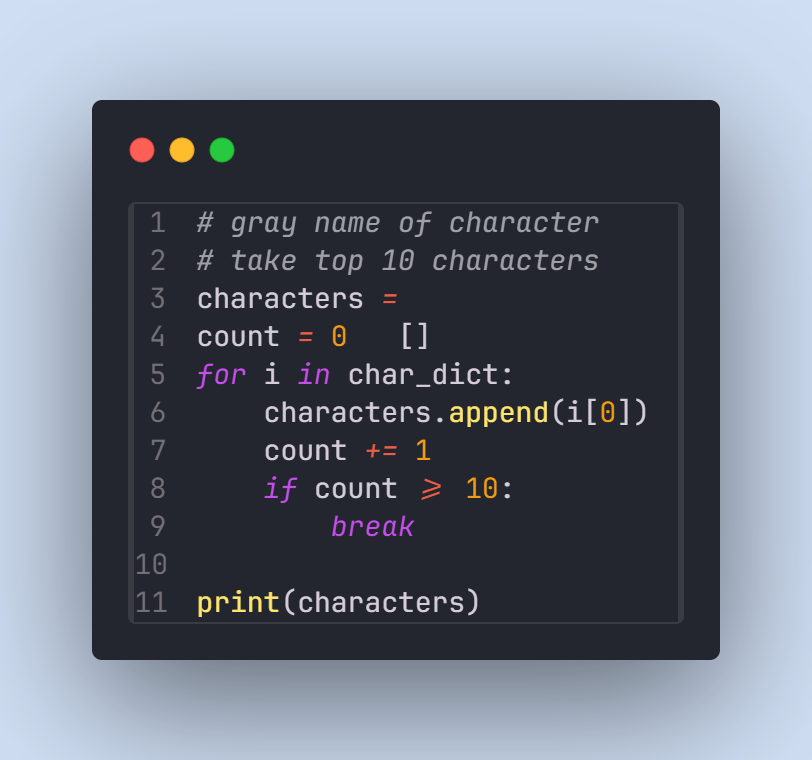 1 # gray name of character
2 # take top 10 characters
3 characters =
4 count = 0   []
5 for i in char_dict:
6     characters.append(i[0])
7     count += 1
8     if count >= 10:
9         break
10
11 print(characters)